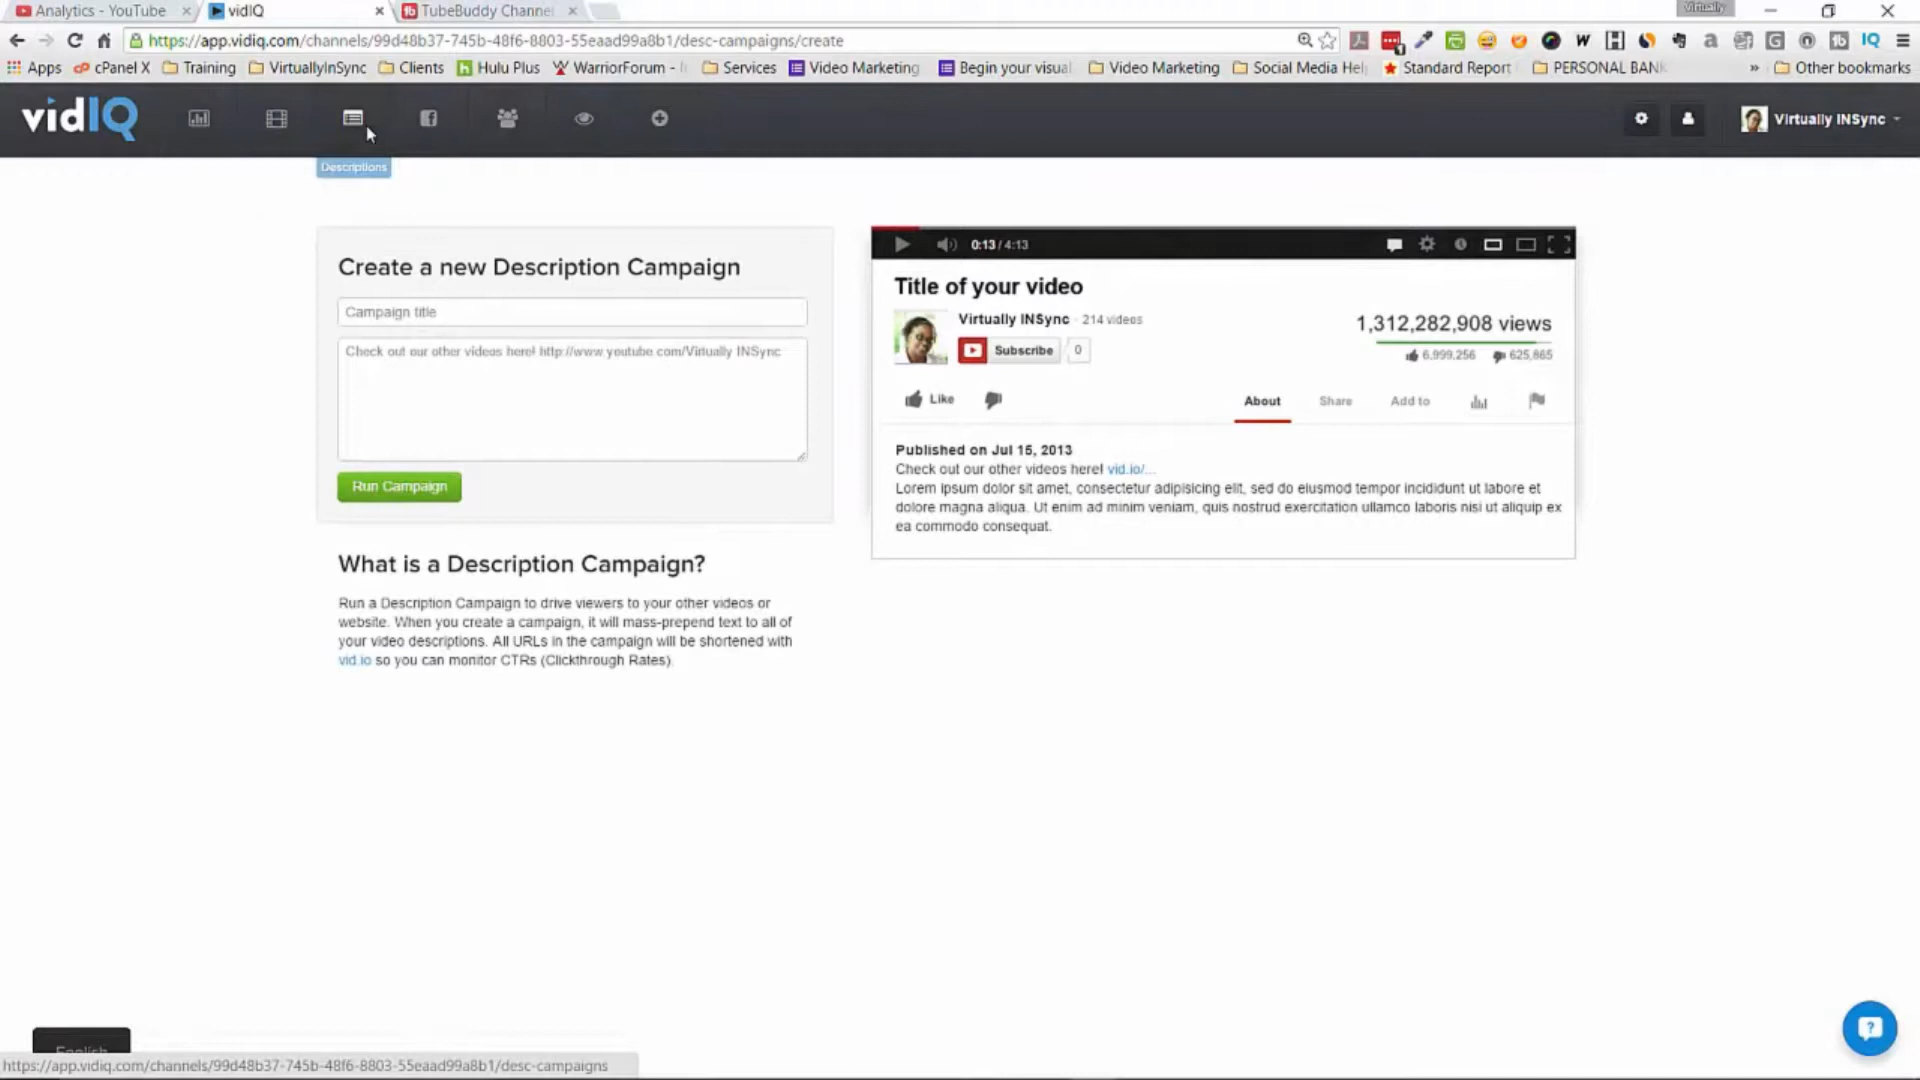 Analytics - YouTube
vidIQ
TubeBuddy Channel
Virtually
https://app.vidiq.com/channels/99d48b37-745b-48f6-8803-55eaad99a8b1/desc-campaigns/create
Apps
cPanel X
Training
VirtuallyInSync
Clients
Hulu Plus
WarriorForum -
Services
Video Marketing
Begin your visual
Video Marketing
Social Media Help
Standard Report
PERSONAL BANK
»
Other bookmarks
vidIQ
Virtually INSync
Descriptions
Create a new Description Campaign
Campaign title
Check out our other videos here! http://www.youtube.com/Virtually INSync
Run Campaign
What is a Description Campaign?
Run a Description Campaign to drive viewers to your other videos or
website. When you create a campaign, it will mass-prepend text to all of
your video descriptions. All URLs in the campaign will be shortened with
vid.io so you can monitor CTRs (Clickthrough Rates).
0:13 / 4:13
Title of your video
Virtually INSync · 214 videos
Subscribe 0
1,312,282,908 views
6,999,256 625,865
Like
About Share Add to
Published on Jul 15, 2013
Check out our other videos here! vid.io/...
Lorem ipsum dolor sit amet, consectetur adipisicing elit, sed do eiusmod tempor incididunt ut labore et
dolore magna aliqua. Ut enim ad minim veniam, quis nostrud exercitation ullamco laboris nisi ut aliquip ex
ea commodo consequat.
English
https://app.vidiq.com/channels/99d48b37-745b-48f6-8803-55eaad99a8b1/desc-campaigns